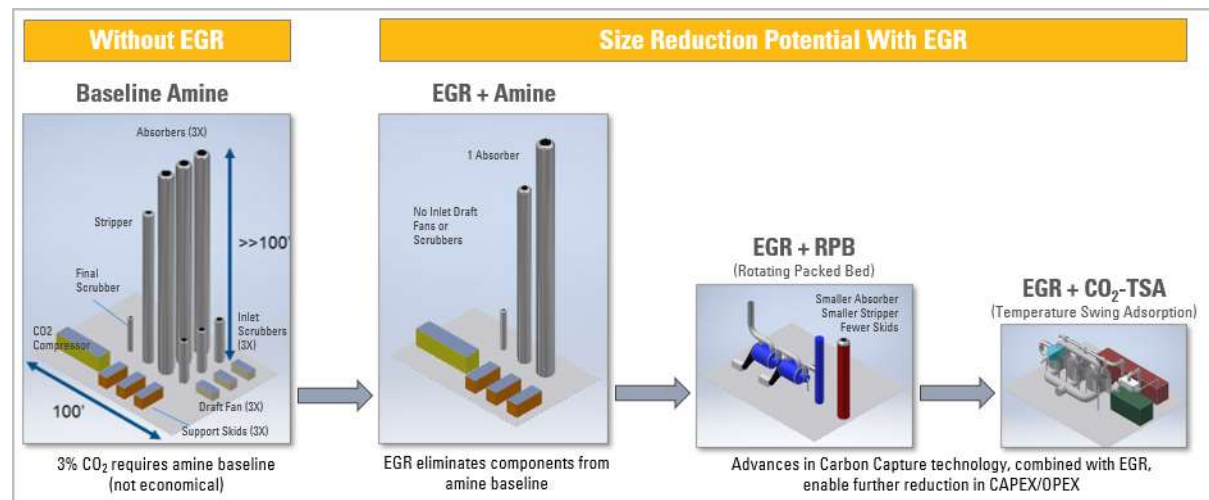 Without EGR
Size Reduction Potential With EGR
Baseline Amine
Absorbers (3X)
Stripper
>>100'
Final
Scrubber
CO2
Compressor
Inlet
Scrubbers
(3X)
100'
Draft Fan (3X)
Support Skids (3X)
3% CO₂ requires amine baseline
(not economical)
EGR + Amine
1 Absorber
No Inlet Draft
Fans or
Scrubbers
EGR eliminates components from
amine baseline
EGR + RPB
(Rotating Packed Bed)
Smaller Absorber
Smaller Stripper
Fewer Skids
EGR + CO₂-TSA
(Temperature Swing Adsorption)
Advances in Carbon Capture technology, combined with EGR,
enable further reduction in CAPEX/OPEX